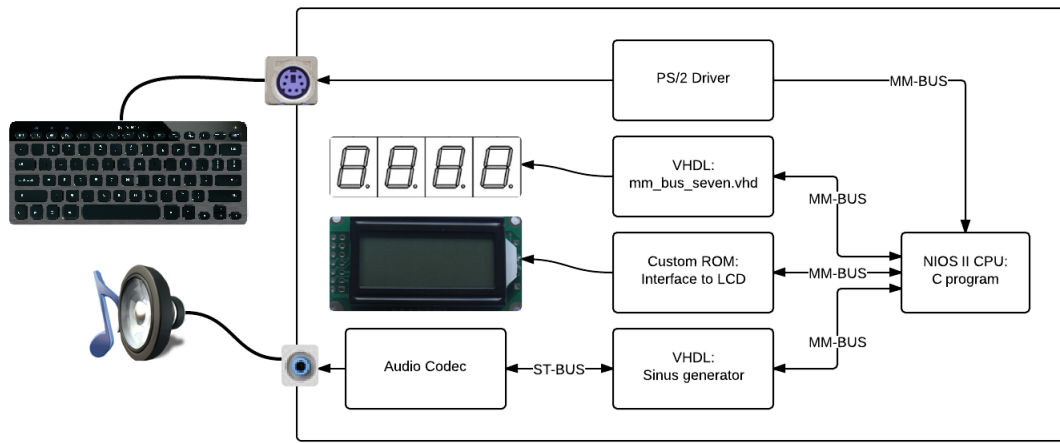 PS/2 Driver
MM-BUS
VHDL:
mm_bus_seven.vhd
MM-BUS
Custom ROM:
Interface to LCD
MM-BUS
NIOS II CPU:
C program
MM-BUS
Audio Codec
ST-BUS
VHDL:
Sinus generator